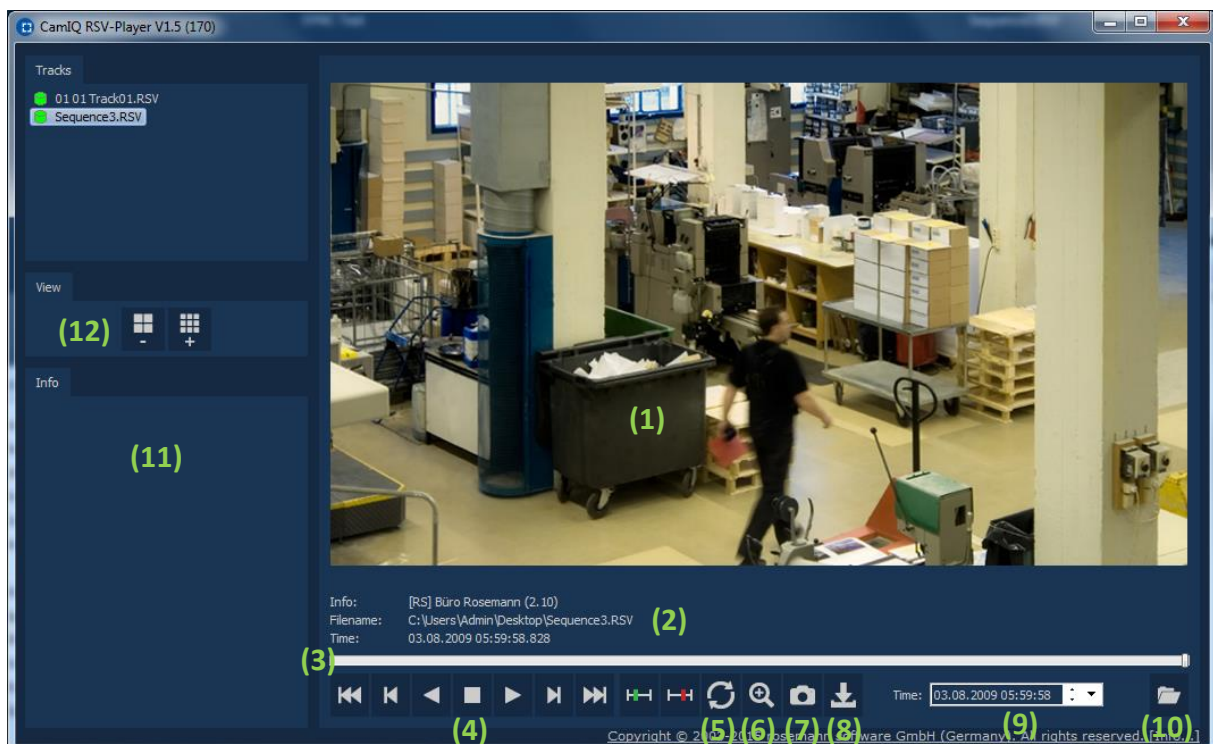 CamIQ RSV-Player V1.5 (170)
Tracks
01 01 Track01.RSV
Sequence3.RSV
View
(12)
-
+
Info
(11)
(1)
Info: [RS] Büro Rosemann (2.10)
Filename: C:\Users\Admin\Desktop\Sequence3.RSV
(2)
Time: 03.08.2009 05:59:58.828
(3)
Time: 03.08.2009 05:59:58
(4)
(5)
(6)
(7)
(8)
(9)
(10)
Copyright © rosemann software GmbH (Germany). All rights reserved.